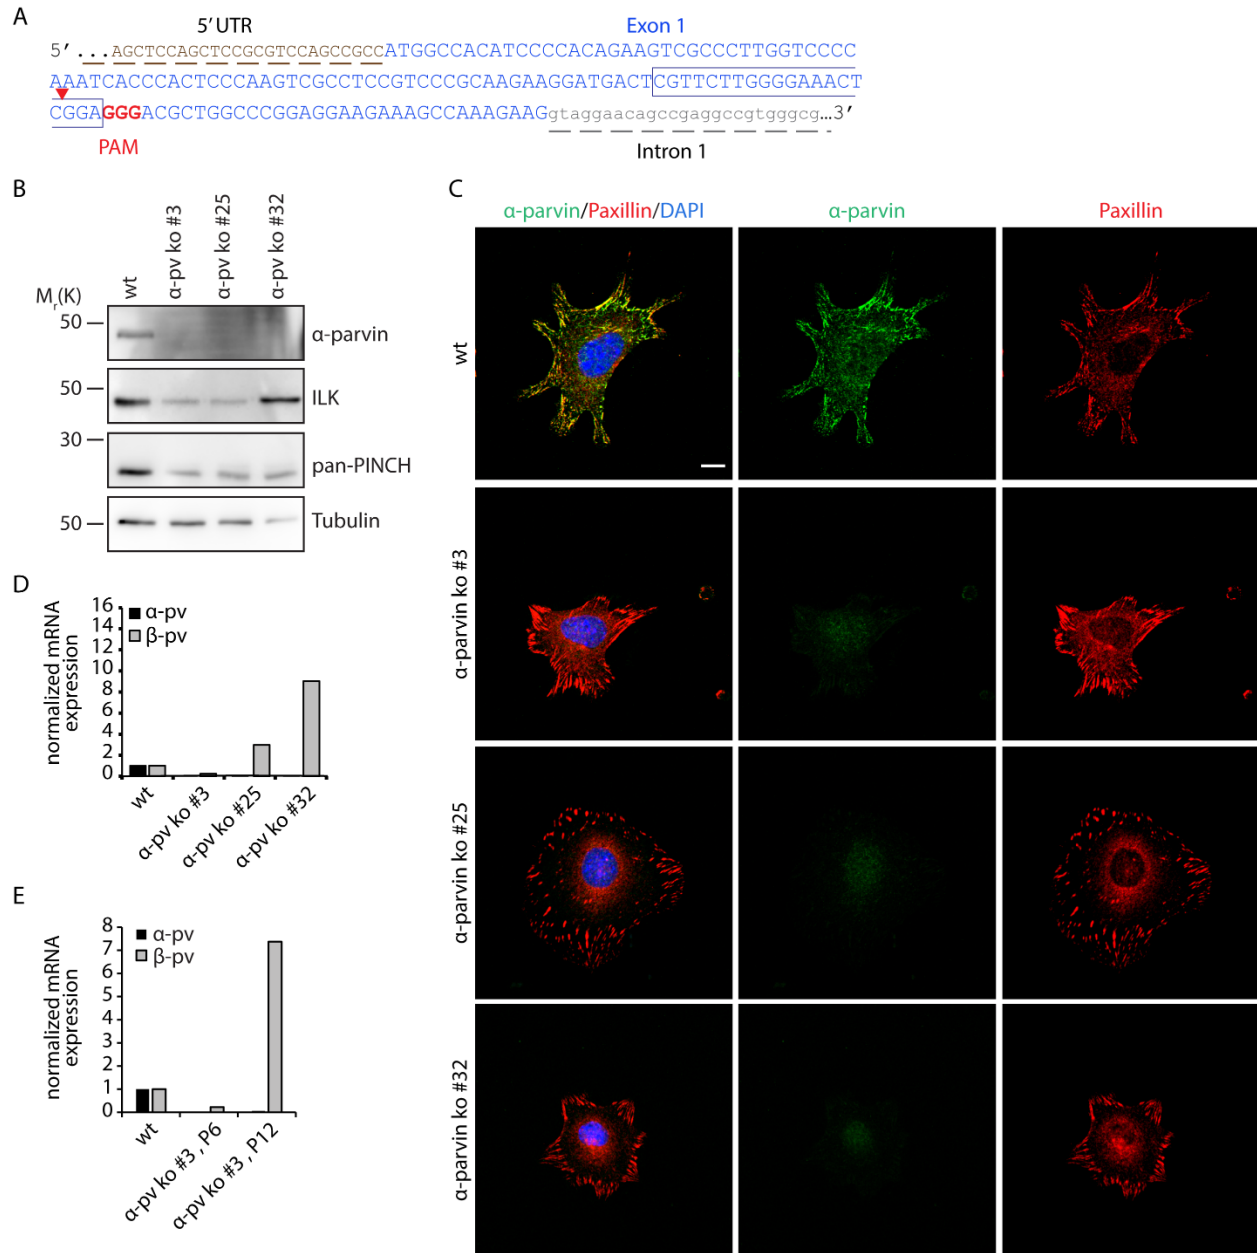 A
5' UTR
Exon 1
5' ...AGCTCCAGCTCCGCGTCCAGCCGCCATGGCCACATCCCCACAGAAGTCGCCCTTGGTCCCC
AAATCACCCACTCCCAAGTCGCCTCCGTCCCGCAAGAAGGATGACTCGTTCTTGGGGAAACT
CGGAGGGACGCTGGCCCGGAGGAAGAAAGCCAAAGAAGgtaggaacagccgaggccgtgggcg...3'
PAM
Intron 1
B
wt
α-pv ko #3
α-pv ko #25
α-pv ko #32
Mr(K)
50
α-parvin
50
ILK
30
pan-PINCH
50
Tubulin
C
α-parvin/Paxillin/DAPI
α-parvin
Paxillin
wt
α-parvin ko #3
α-parvin ko #25
α-parvin ko #32
D
normalized mRNA
expression
16
14
12
10
8
6
4
2
0
α-pv
β-pv
wt
α-pv ko #3
α-pv ko #25
α-pv ko #32
E
normalized mRNA
expression
8
7
6
5
4
3
2
1
0
α-pv
β-pv
wt
α-pv ko #3 , P6
α-pv ko #3 , P12